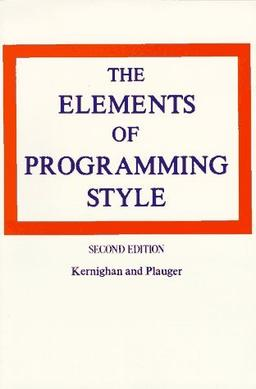 THE
ELEMENTS
OF
PROGRAMMING
STYLE
SECOND EDITION
Kernighan and Plauger